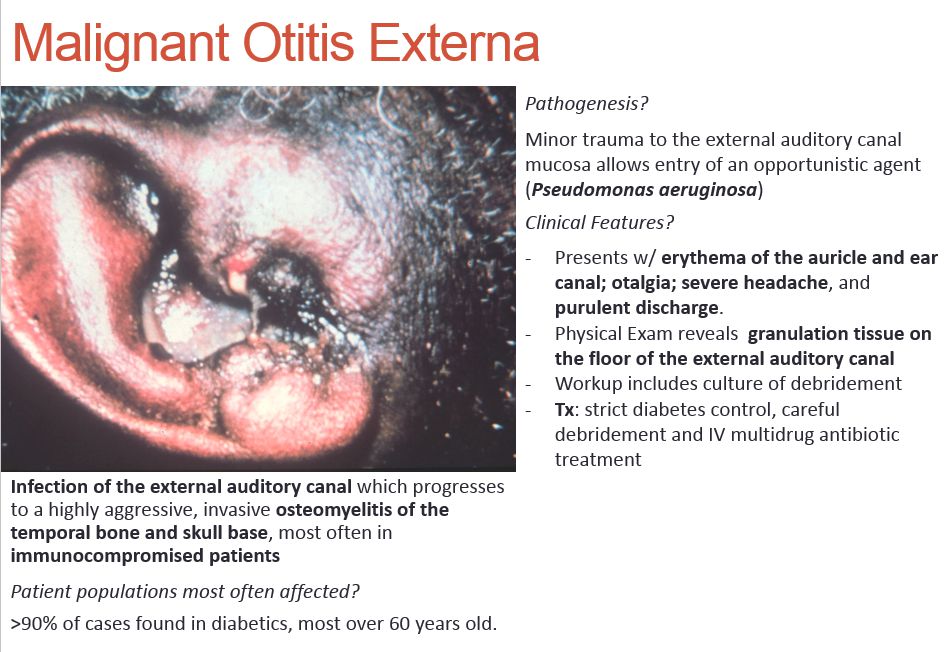 Malignant Otitis Externa
Pathogenesis?
Minor trauma to the external auditory canal
mucosa allows entry of an opportunistic agent
(Pseudomonas aeruginosa)
Clinical Features?
- Presents w/ erythema of the auricle and ear
canal; otalgia; severe headache, and
purulent discharge.
- Physical Exam reveals granulation tissue on
the floor of the external auditory canal
- Workup includes culture of debridement
- Tx: strict diabetes control, careful
debridement and IV multidrug antibiotic
treatment
Infection of the external auditory canal which progresses
to a highly aggressive, invasive osteomyelitis of the
temporal bone and skull base, most often in
immunocompromised patients
Patient populations most often affected?
>90% of cases found in diabetics, most over 60 years old.